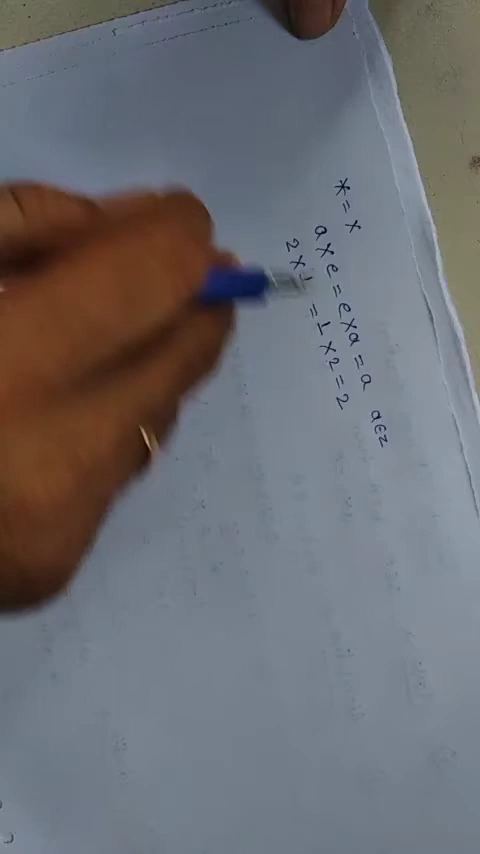 * = x
a x e = e x a = a a∈z
2 x 1 = 1 x 2 = 2